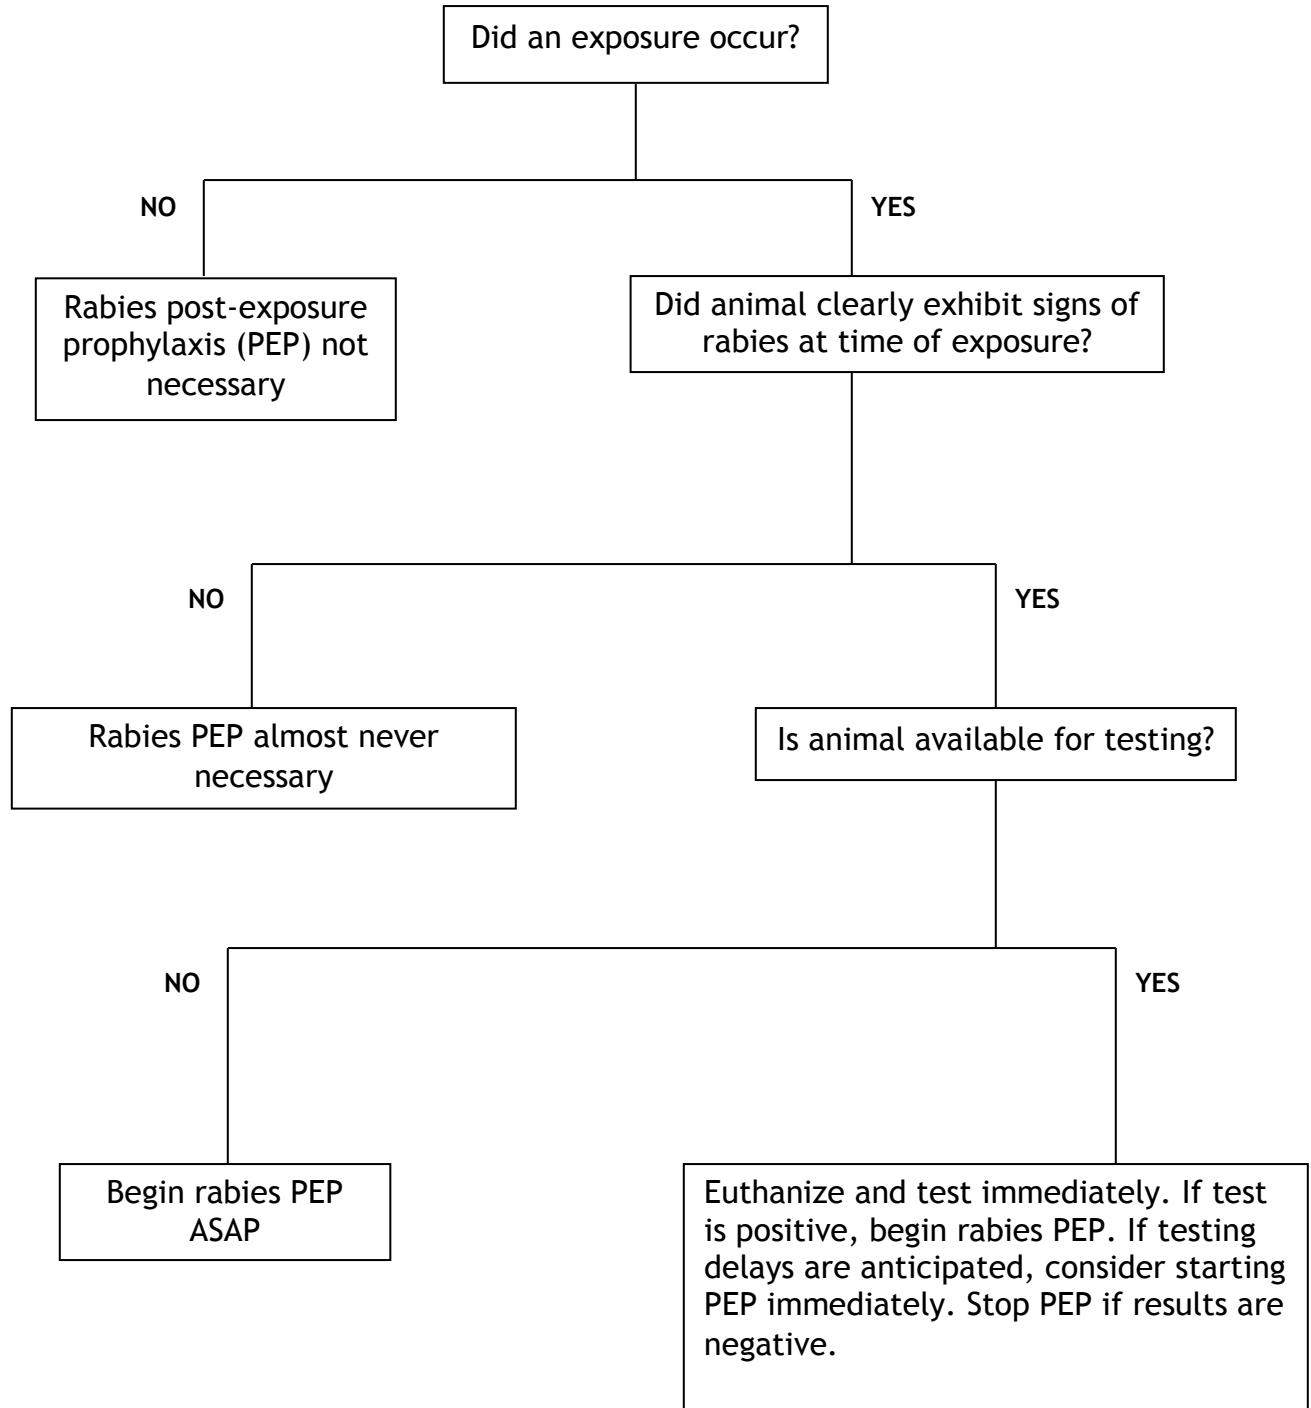 Did an exposure occur?
NO
YES
Rabies post-exposure
prophylaxis (PEP) not
necessary
Did animal clearly exhibit signs of
rabies at time of exposure?
NO
YES
Rabies PEP almost never
necessary
Is animal available for testing?
NO
YES
Begin rabies PEP
ASAP
Euthanize and test immediately. If test
is positive, begin rabies PEP. If testing
delays are anticipated, consider starting
PEP immediately. Stop PEP if results are
negative.